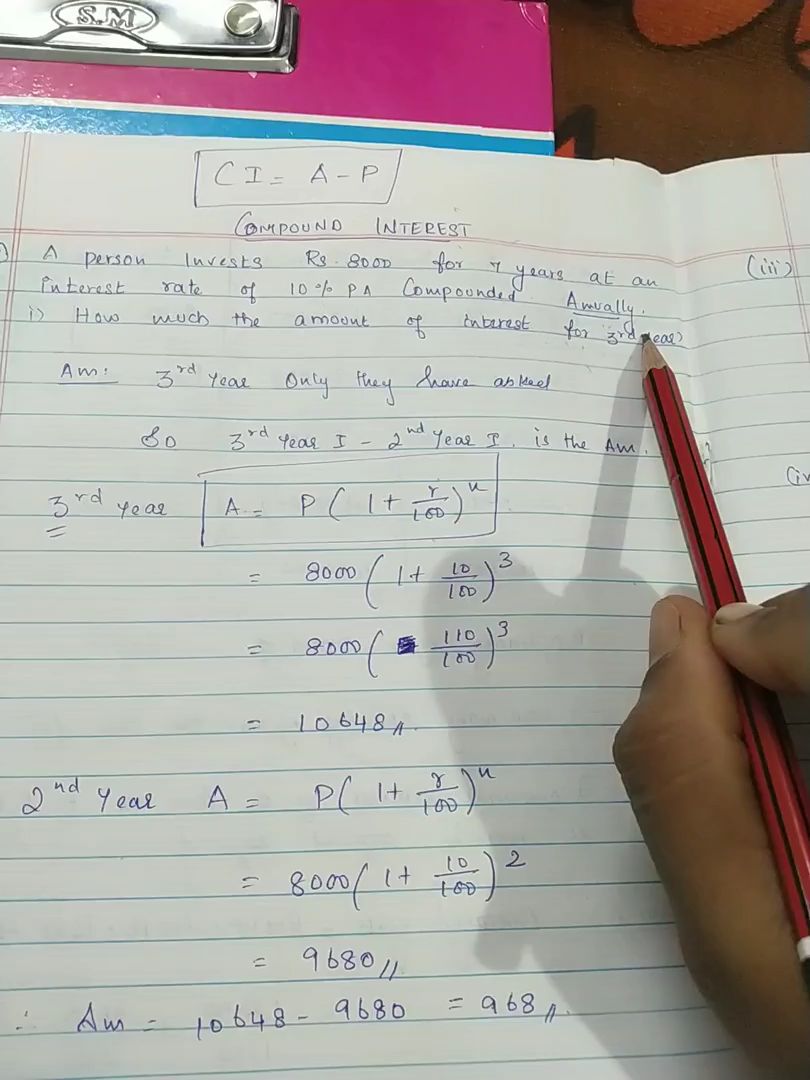 S.M
CI = A - P
COMPOUND INTEREST
A person Invests Rs. 8000 for 7 years at an
interest rate of 10% PA Compounded Annually.
i) How much the amount of interest for 3rd year?
Ans: 3rd Year Only they have asked
So 3rd Year I - 2nd Year I. is the Ans.
3rd year A = P(1 + r/100)^n
= 8000(1 + 10/100)^3
= 8000(110/100)^3
= 10648//.
2nd Year A = P(1 + r/100)^n
= 8000(1 + 10/100)^2
= 9680//
∴ Ans = 10648 - 9680 = 968//.
(iii)